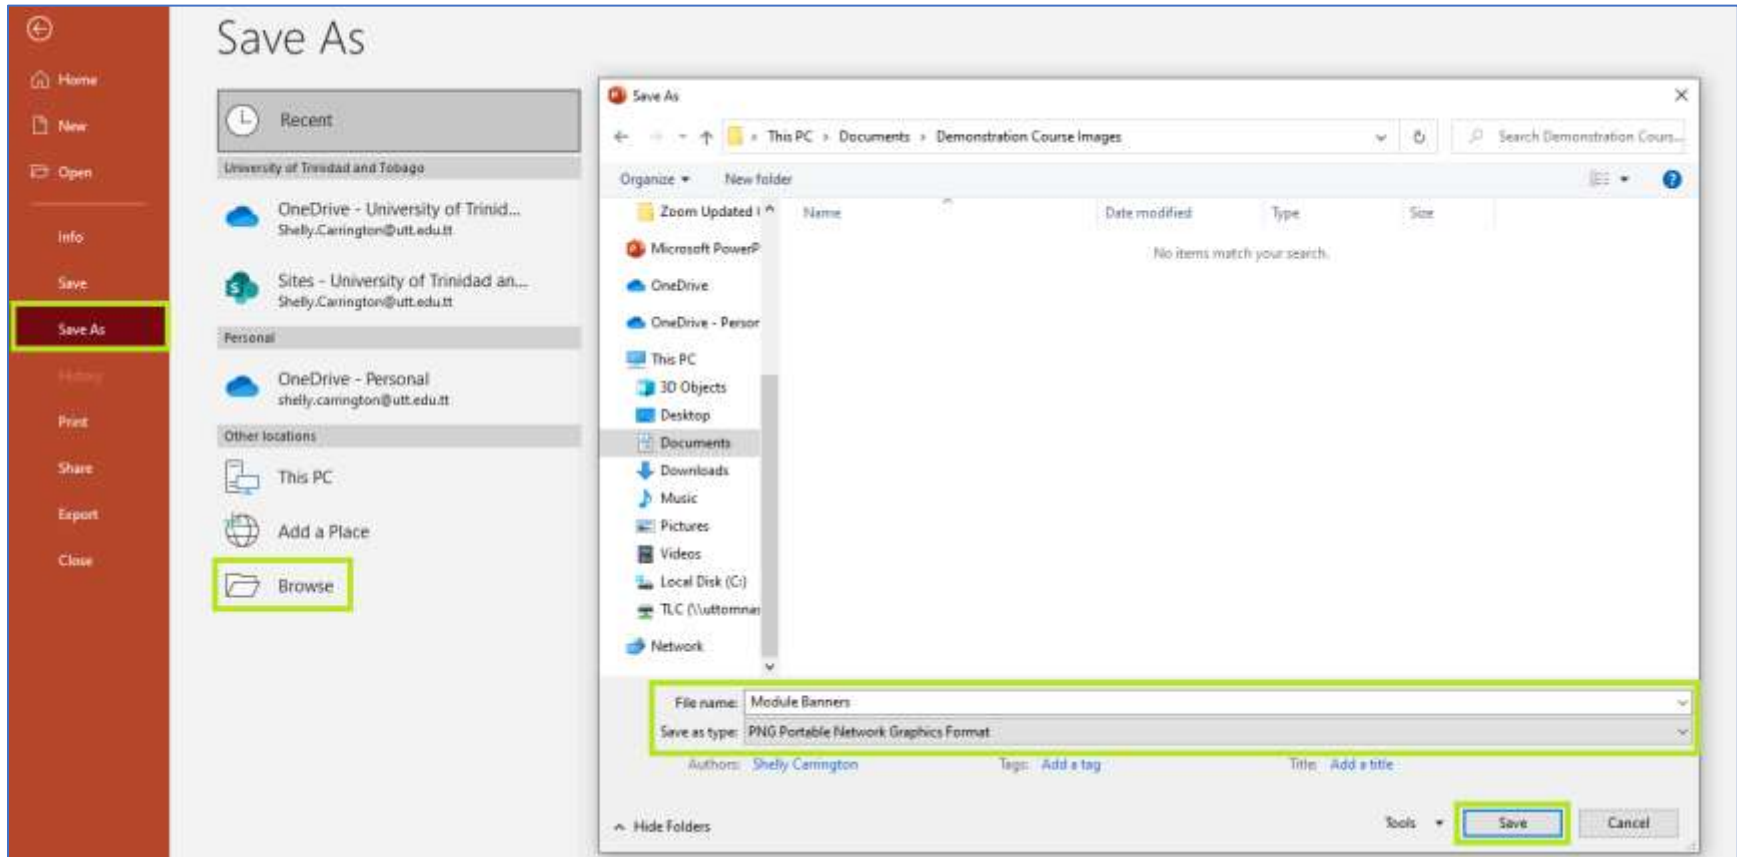 Save As
Home
New
Open
Info
Save
Save As
History
Print
Share
Export
Close
Recent
University of Trinidad and Tobago
OneDrive - University of Trinid...
Shelly.Carrington@utt.edu.tt
Sites - University of Trinidad an...
Shelly.Carrington@utt.edu.tt
Personal
OneDrive - Personal
shelly.carrington@utt.edu.tt
Other locations
This PC
Add a Place
Browse
Save As
This PC > Documents > Demonstration Course Images
Search Demonstration Cours...
Organize
New folder
Name
Date modified
Type
Size
No items match your search.
Zoom Updated I
Microsoft PowerP
OneDrive
OneDrive - Person
This PC
3D Objects
Desktop
Documents
Downloads
Music
Pictures
Videos
Local Disk (C:)
TLC (\\uttomnas
Network
File name: Module Banners
Save as type: PNG Portable Network Graphics Format
Authors: Shelly Carrington
Tags: Add a tag
Title: Add a title
Hide Folders
Tools
Save
Cancel